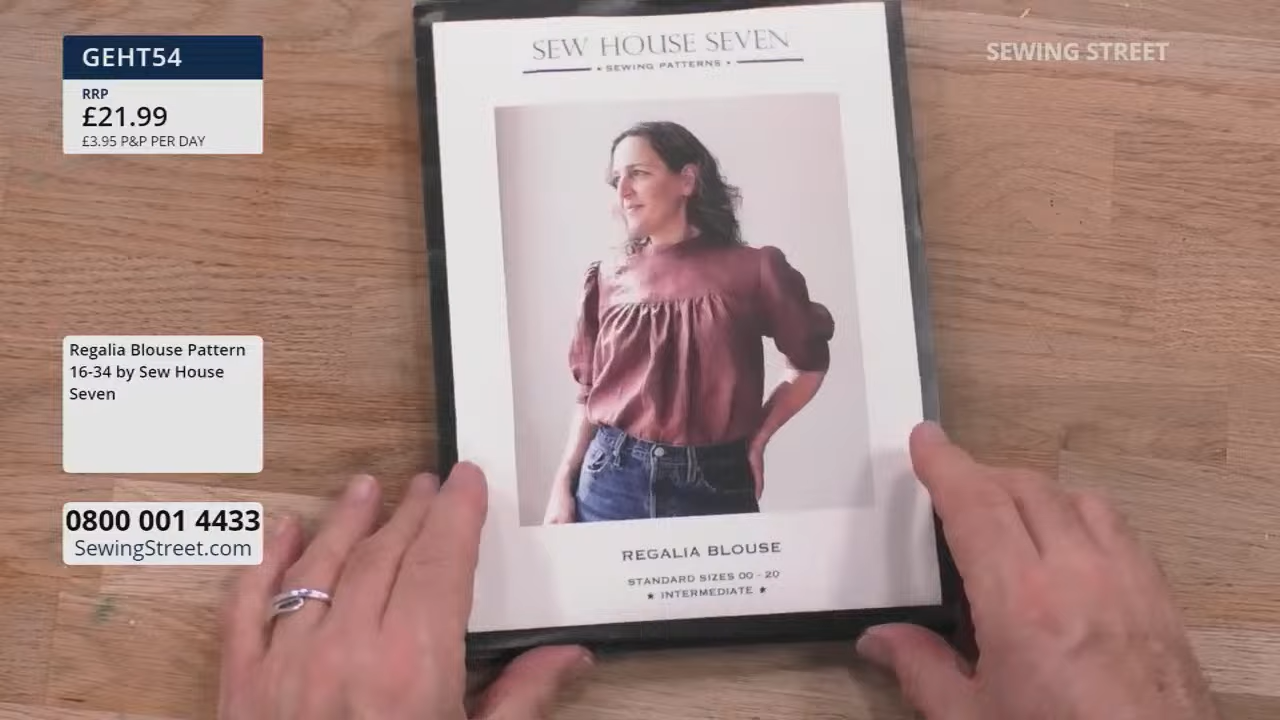 GEHT54
RRP
£21.99
£3.95 P&P PER DAY
Regalia Blouse Pattern
16-34 by Sew House
Seven
0800 001 4433
SewingStreet.com
SEWING STREET
SEW HOUSE SEVEN
• SEWING PATTERNS •
REGALIA BLOUSE
STANDARD SIZES 00 - 20
★ INTERMEDIATE ★